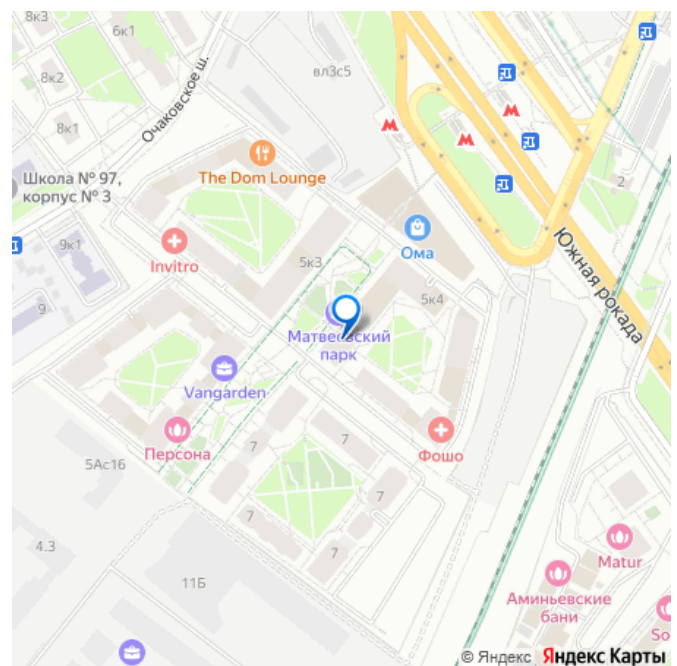 8к3
6к1
8к2
8к1
вл3с5
Очаковское ш.
The Dom Lounge
Школа № 97,
корпус № 3
2
9к1
Invitro
5к3
Ома
Южная рокада
9
5к4
Матвеевский
парк
Vangarden
Персона
7
7
Фошо
5Ас16
7
7
7
4.3
11Б
Matur
Аминьевские
бани
So
© Яндекс Яндекс Карты